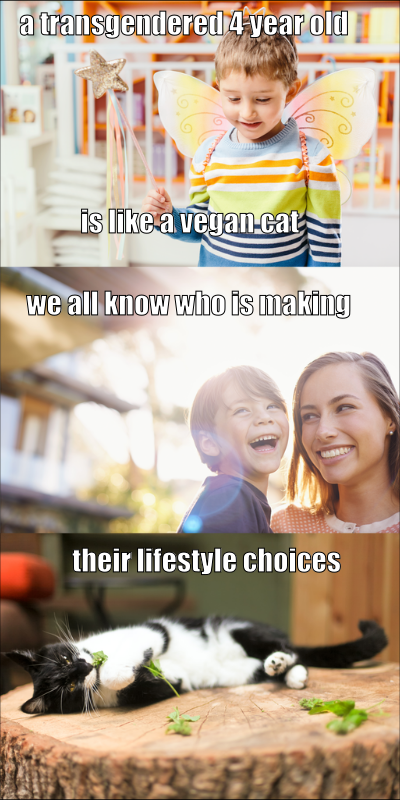 a transgendered 4 year old
is like a vegan cat
we all know who is making
their lifestyle choices